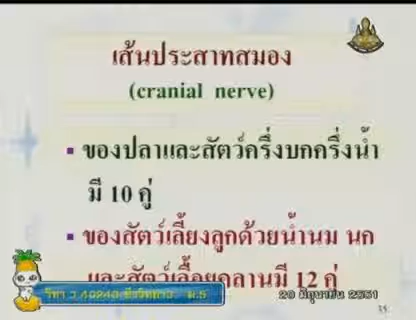 เส้นประสาทสมอง
(cranial nerve)
▪ ของปลาและสัตว์ครึ่งบกครึ่งน้ำ
มี 10 คู่
▪ ของสัตว์เลี้ยงลูกด้วยน้ำนม นก
และสัตว์เลื้อยคลานมี 12 คู่
ม.5
20 มิถุนายน 2551